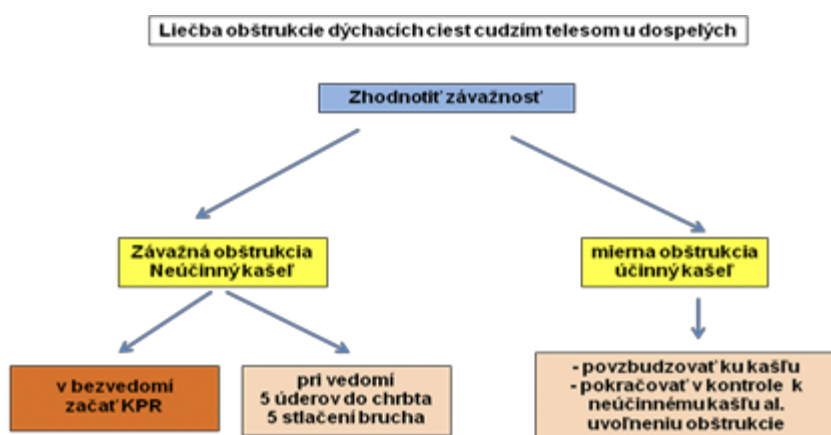 Liečba obštrukcie dýchacích ciest cudzím telesom u dospelých
Zhodnotiť závažnosť
Závažná obštrukcia
Neúčinný kašeľ
mierna obštrukcia
účinný kašeľ
v bezvedomí
začať KPR
pri vedomí
5 úderov do chrbta
5 stlačení brucha
- povzbudzovať ku kašľu
- pokračovať v kontrole k
neúčinnému kašľu al.
uvoľneniu obštrukcie